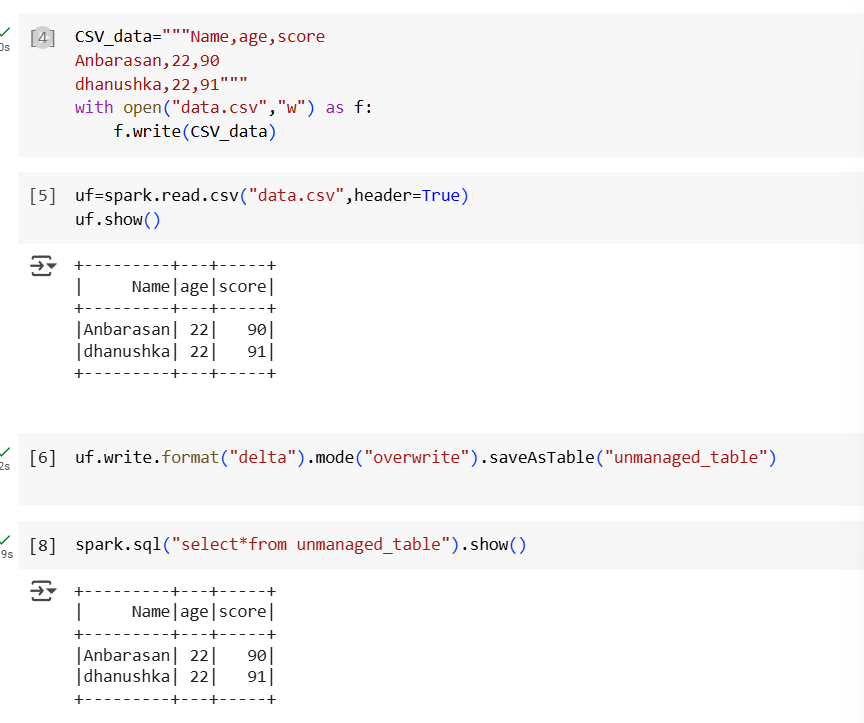 0s
[4] CSV_data="""Name,age,score
Anbarasan,22,90
dhanushka,22,91"""
with open("data.csv","w") as f:
    f.write(CSV_data)
[5] uf=spark.read.csv("data.csv",header=True)
uf.show()
+---------+---+-----+
|     Name|age|score|
+---------+---+-----+
|Anbarasan| 22|   90|
|dhanushka| 22|   91|
+---------+---+-----+
2s
[6] uf.write.format("delta").mode("overwrite").saveAsTable("unmanaged_table")
[8] spark.sql("select*from unmanaged_table").show()
9s
+---------+---+-----+
|     Name|age|score|
+---------+---+-----+
|Anbarasan| 22|   90|
|dhanushka| 22|   91|
+---------+---+-----+